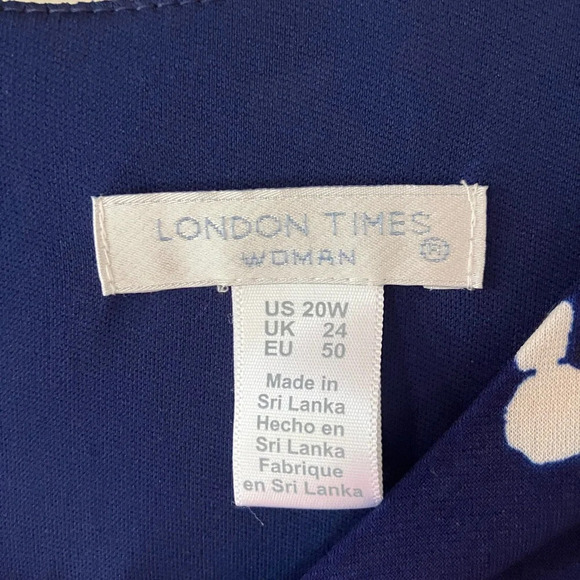 LONDON TIMES
WOMAN ®
US 20W
UK 24
EU 50
Made in
Sri Lanka
Hecho en
Sri Lanka
Fabrique
en Sri Lanka